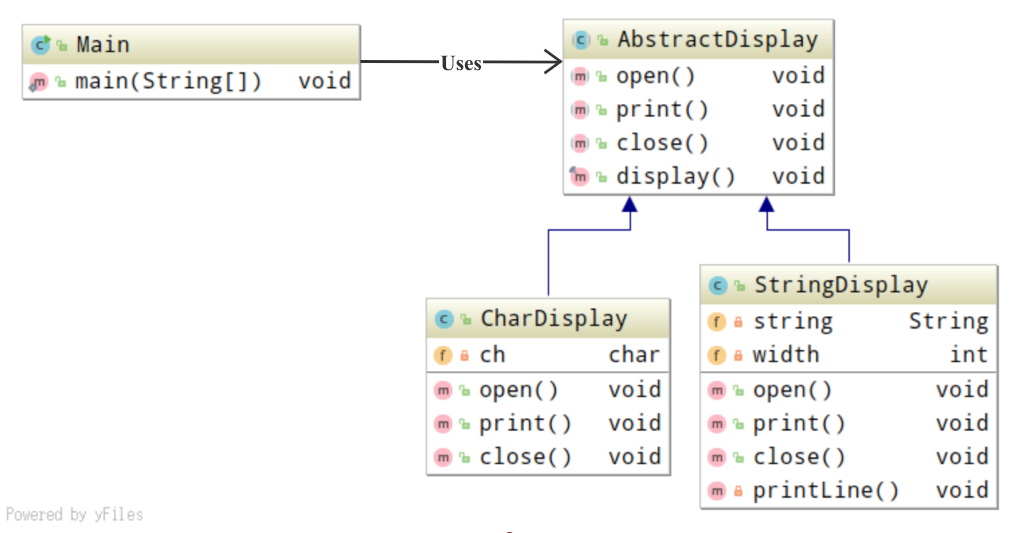 Main
main(String[]) void
Uses
AbstractDisplay
open() void
print() void
close() void
display() void
CharDisplay
ch char
open() void
print() void
close() void
StringDisplay
string String
width int
open() void
print() void
close() void
printLine() void
Powered by yFiles